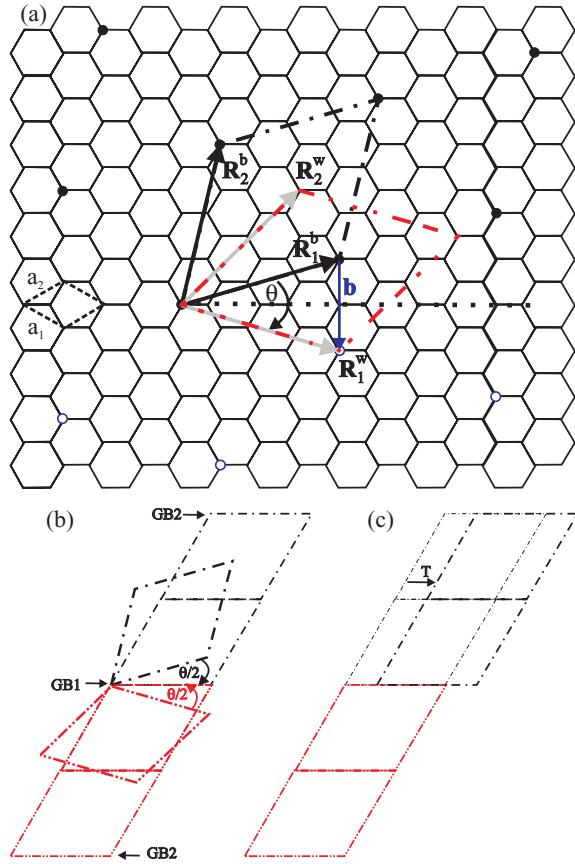 (a)
R₂ᵇ
R₂ʷ
R₁ᵇ
a₂
θ
b
a₁
R₁ʷ
(b)
(c)
GB2
T
θ/2
GB1
θ/2
GB2